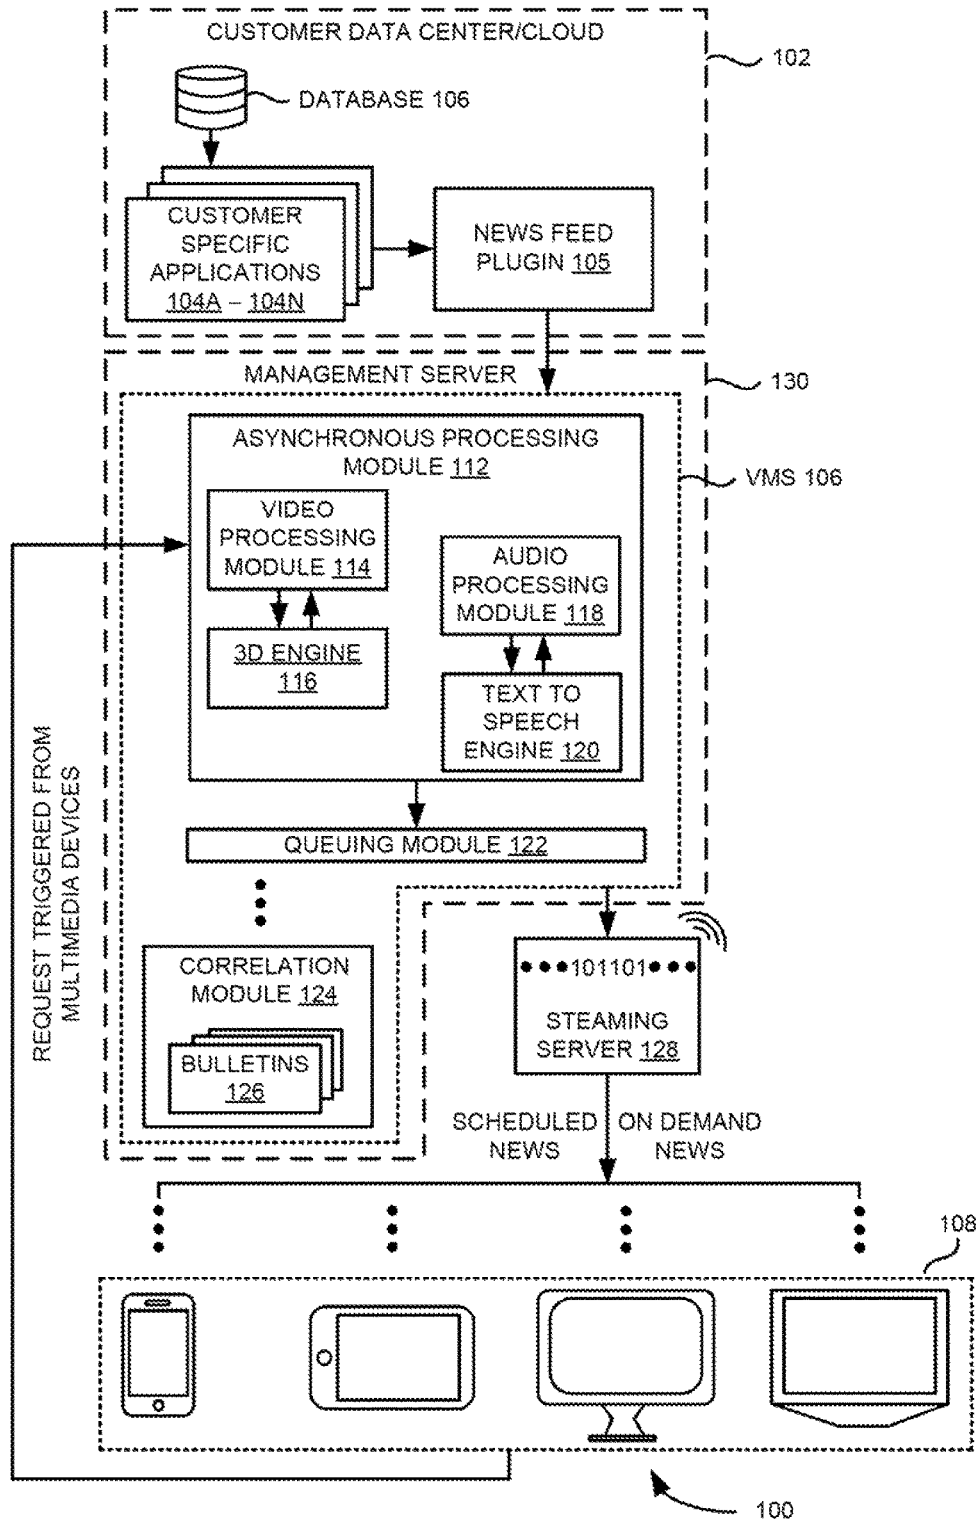 CUSTOMER DATA CENTER/CLOUD
102
DATABASE 106
CUSTOMER
SPECIFIC
APPLICATIONS
104A – 104N
NEWS FEED
PLUGIN 105
MANAGEMENT SERVER
130
ASYNCHRONOUS PROCESSING
MODULE 112
VMS 106
VIDEO
PROCESSING
MODULE 114
AUDIO
PROCESSING
MODULE 118
3D ENGINE
116
TEXT TO
SPEECH
ENGINE 120
REQUEST TRIGGERED FROM
MULTIMEDIA DEVICES
QUEUING MODULE 122
CORRELATION
MODULE 124
BULLETINS
126
•••101101•••
STEAMING
SERVER 128
SCHEDULED
NEWS
ON DEMAND
NEWS
108
100